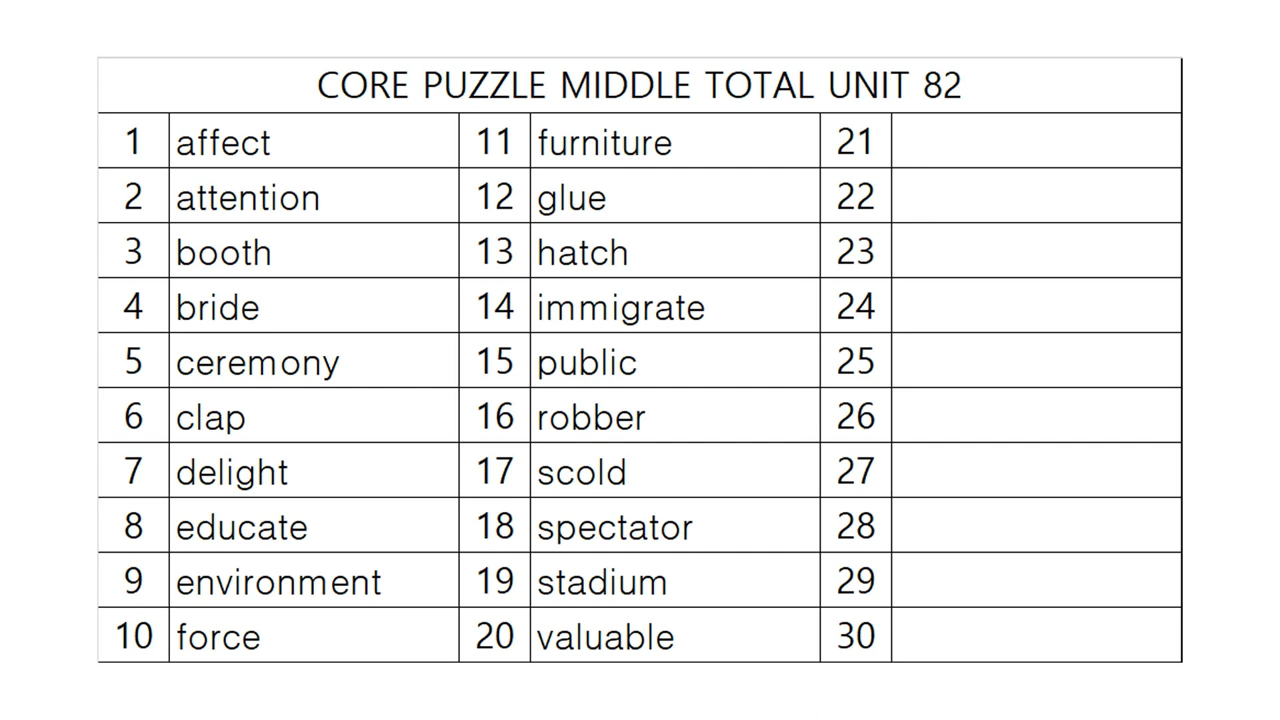 CORE PUZZLE MIDDLE TOTAL UNIT 82
1 affect 11 furniture 21
2 attention 12 glue 22
3 booth 13 hatch 23
4 bride 14 immigrate 24
5 ceremony 15 public 25
6 clap 16 robber 26
7 delight 17 scold 27
8 educate 18 spectator 28
9 environment 19 stadium 29
10 force 20 valuable 30